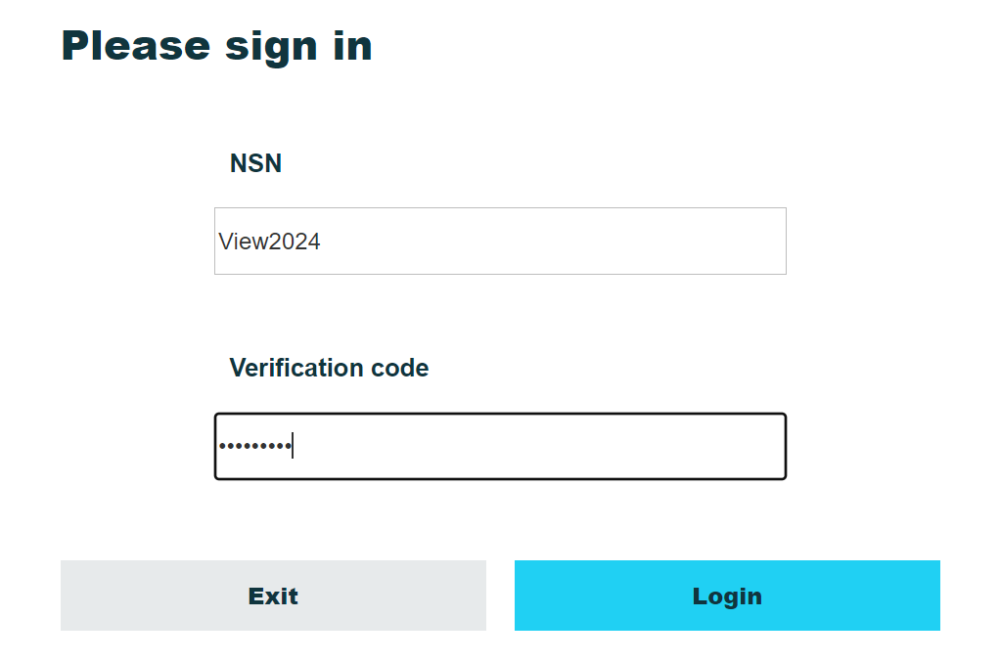 Please sign in
NSN
View2024
Verification code
•••••••••
Exit
Login